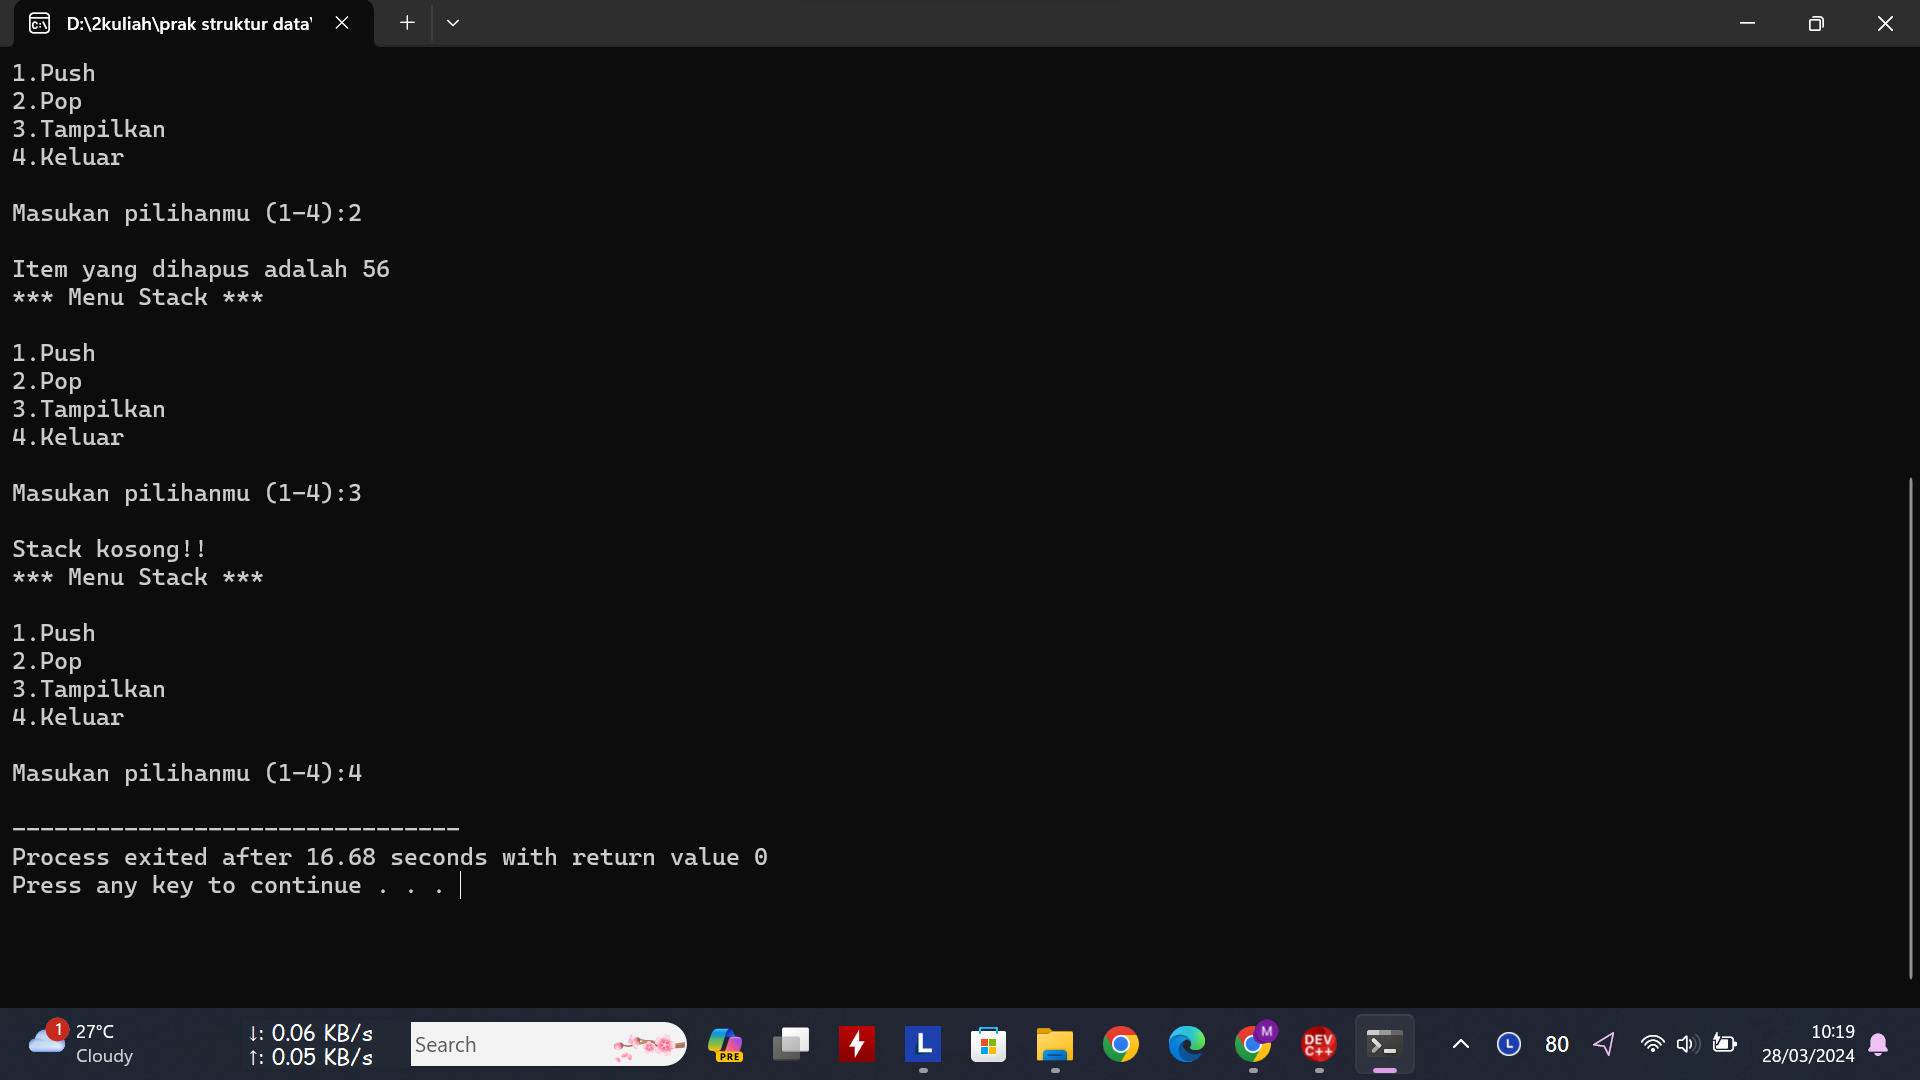 D:\2kuliah\prak struktur data\
1.Push
2.Pop
3.Tampilkan
4.Keluar
Masukan pilihanmu (1-4):2
Item yang dihapus adalah 56
*** Menu Stack ***
1.Push
2.Pop
3.Tampilkan
4.Keluar
Masukan pilihanmu (1-4):3
Stack kosong!!
*** Menu Stack ***
1.Push
2.Pop
3.Tampilkan
4.Keluar
Masukan pilihanmu (1-4):4
--------------------------------
Process exited after 16.68 seconds with return value 0
Press any key to continue . . .
1
27°C
Cloudy
↓: 0.06 KB/s
↑: 0.05 KB/s
Search
PRE
L
M
DEV
C++
L
80
10:19
28/03/2024